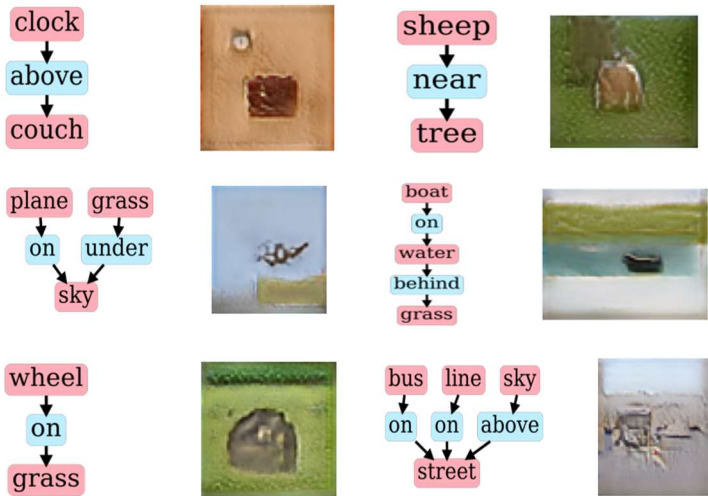 clock
above
couch
sheep
near
tree
plane grass
on under
sky
boat
on
water
behind
grass
wheel
on
grass
bus line sky
on on above
street